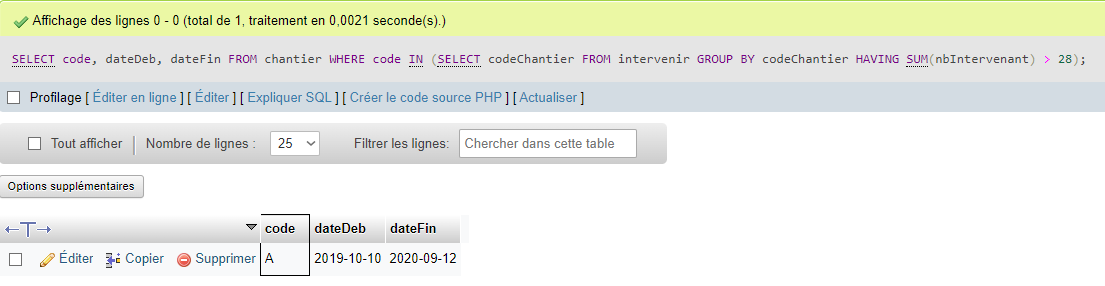 Affichage des lignes 0 - 0 (total de 1, traitement en 0,0021 seconde(s).)
SELECT code, dateDeb, dateFin FROM chantier WHERE code IN (SELECT codeChantier FROM intervenir GROUP BY codeChantier HAVING SUM(nbIntervenant) > 28);
Profilage [ Éditer en ligne ] [ Éditer ] [ Expliquer SQL ] [ Créer le code source PHP ] [ Actualiser ]
Tout afficher Nombre de lignes : 25 Filtrer les lignes: Chercher dans cette table
Options supplémentaires
←T→ code dateDeb dateFin
Éditer Copier Supprimer A 2019-10-10 2020-09-12